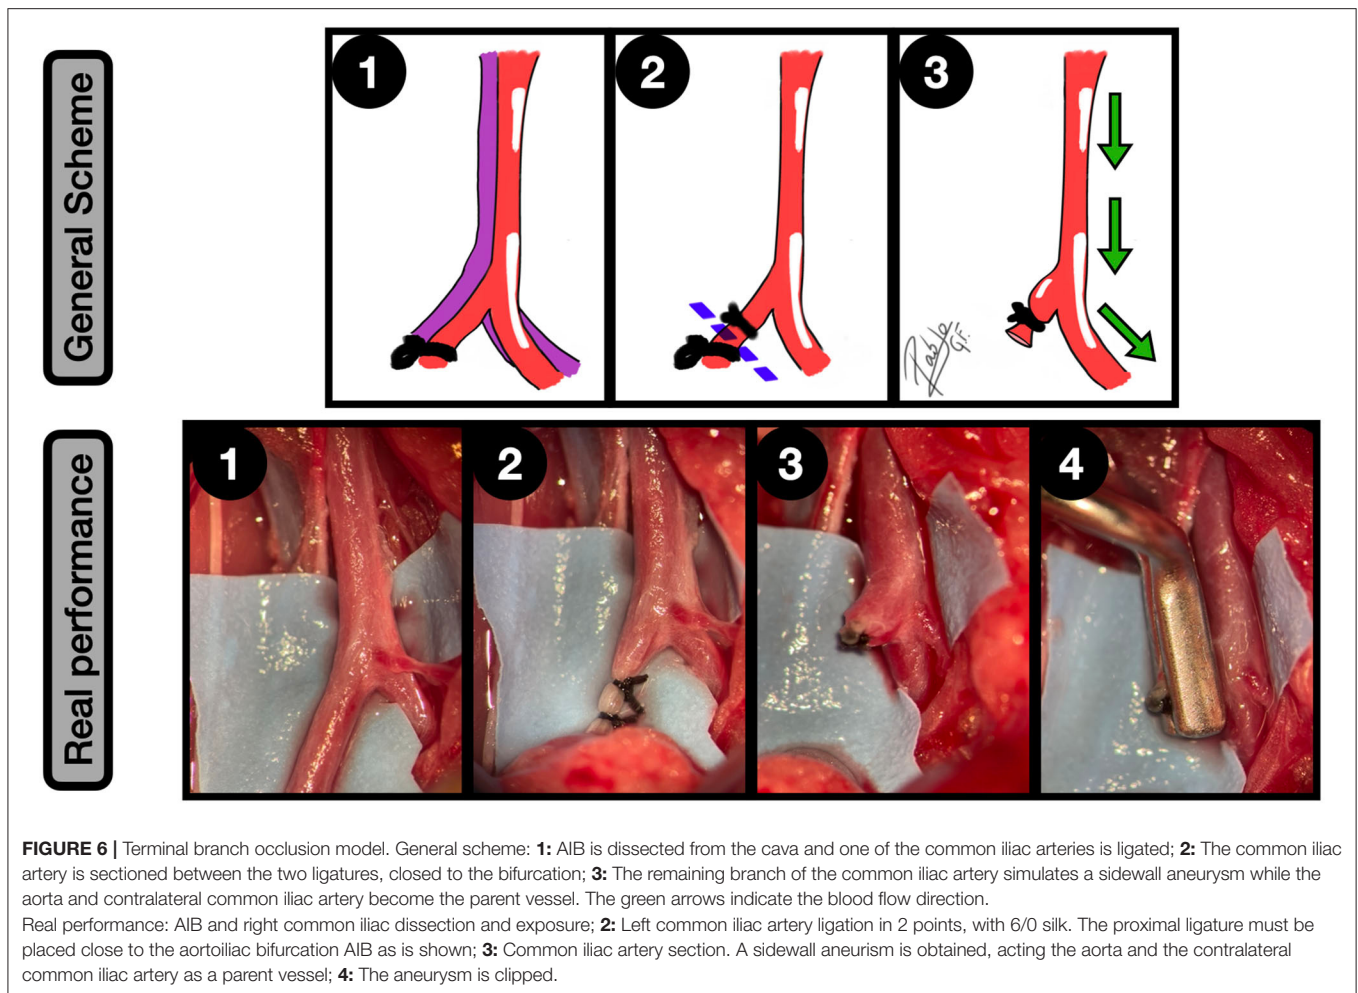 General Scheme
1
2
3
G.F.
Real performance
1
2
3
4
FIGURE 6 | Terminal branch occlusion model. General scheme: 1: AIB is dissected from the cava and one of the common iliac arteries is ligated; 2: The common iliac
artery is sectioned between the two ligatures, closed to the bifurcation; 3: The remaining branch of the common iliac artery simulates a sidewall aneurysm while the
aorta and contralateral common iliac artery become the parent vessel. The green arrows indicate the blood flow direction.
Real performance: AIB and right common iliac dissection and exposure; 2: Left common iliac artery ligation in 2 points, with 6/0 silk. The proximal ligature must be
placed close to the aortoiliac bifurcation AIB as is shown; 3: Common iliac artery section. A sidewall aneurism is obtained, acting the aorta and the contralateral
common iliac artery as a parent vessel; 4: The aneurysm is clipped.